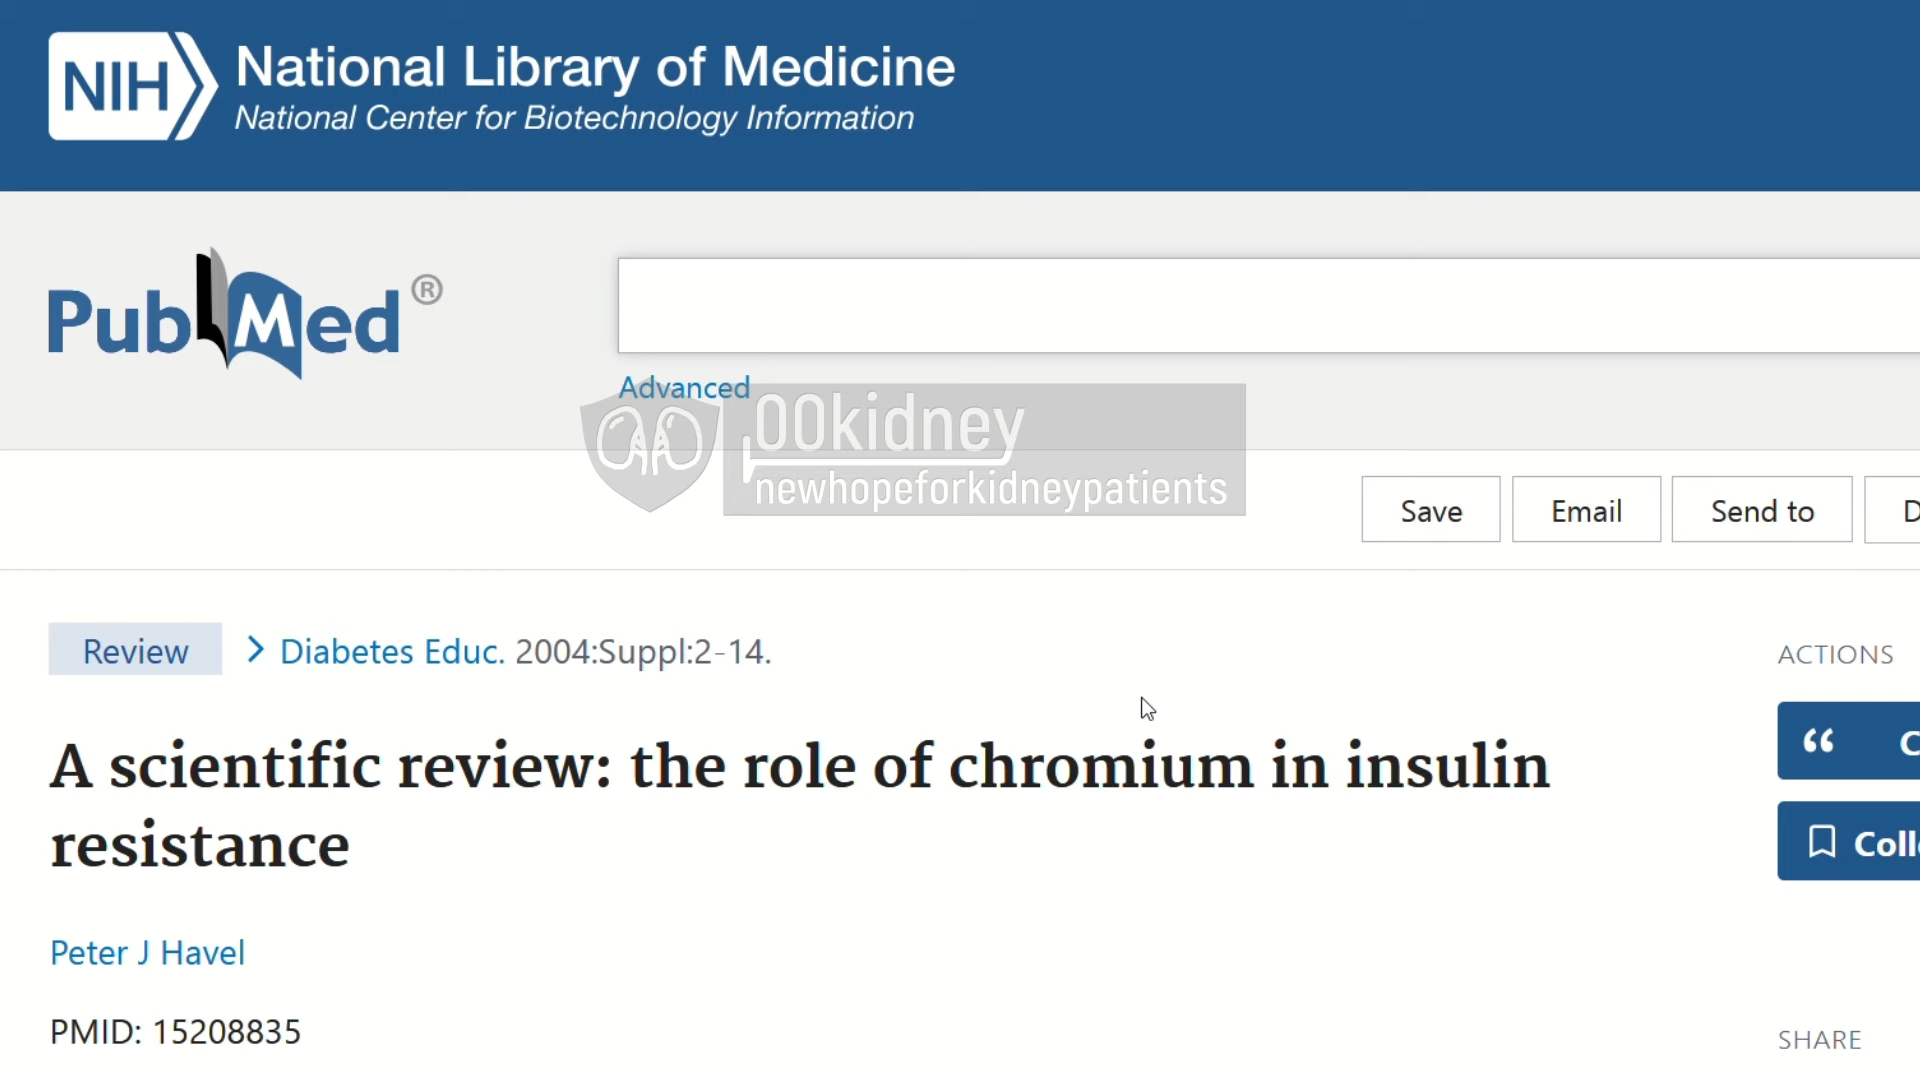 NIH National Library of Medicine
National Center for Biotechnology Information
PubMed ®
Advanced
00kidney
newhopeforkidneypatients
Save Email Send to
Review Diabetes Educ. 2004:Suppl:2-14.
ACTIONS
A scientific review: the role of chromium in insulin
resistance
Peter J Havel
PMID: 15208835
SHARE